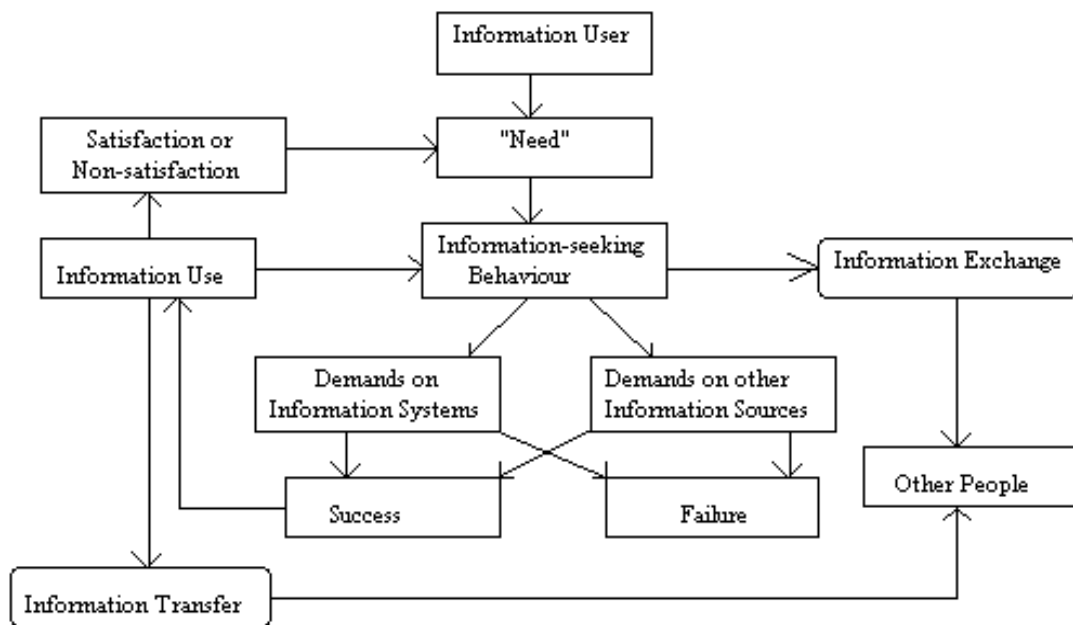 Information User
Satisfaction or
Non-satisfaction
"Need"
Information Use
Information-seeking
Behaviour
Information Exchange
Demands on
Information Systems
Demands on other
Information Sources
Success
Failure
Other People
Information Transfer